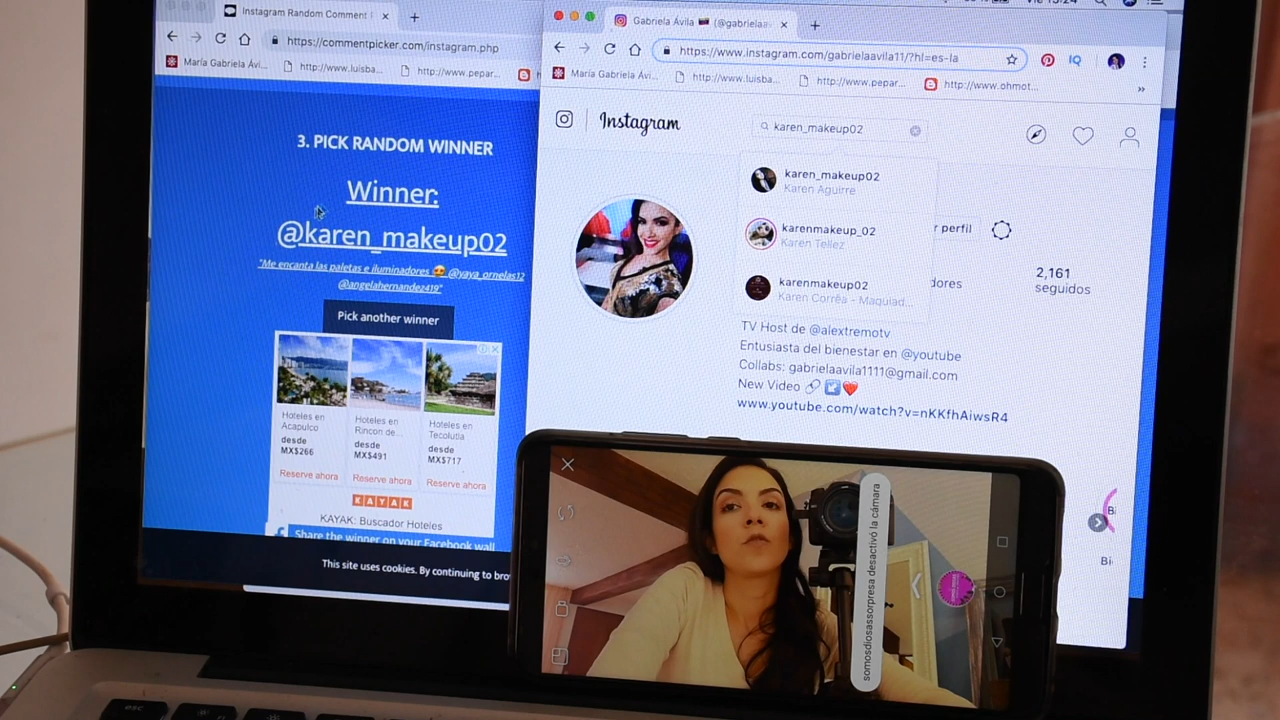 Instagram Random Comment
https://commentpicker.com/instagram.php
María Gabriela Ávi...
http://www.luisba...
http://www.pepar...
3. PICK RANDOM WINNER
Winner:
@karen_makeup02
"Me encanta las paletas e iluminadores 😍 @yaya_ornelas12
@angelahernandez419"
Pick another winner
Hoteles en
Acapulco
desde
MX$266
Reserve ahora
Hoteles en
Rincon de...
desde
MX$491
Reserve ahora
Hoteles en
Tecolutla
desde
MX$717
Reserve ahora
KAYAK
KAYAK: Buscador Hoteles
Share the winner on your Facebook wall
This site uses cookies. By continuing to bro
Gabriela Ávila (@gabrielaav
https://www.instagram.com/gabrielaavila11/?hl=es-la
María Gabriela Ávi...
http://www.luisba...
http://www.pepar...
http://www.ohmot...
Instagram
karen_makeup02
karen_makeup02
Karen Aguirre
karenmakeup_02
Karen Tellez
karenmakeup02
Karen Corrêa - Maquiad...
r perfil
dores
2,161
seguidos
TV Host de @alextremotv
Entusiasta del bienestar en @youtube
Collabs: gabrielaavila1111@gmail.com
New Video 🔗↙️❤️
www.youtube.com/watch?v=nKKfhAiwsR4
Bi
somosdiosassorpresa desactivó la cámara
esc